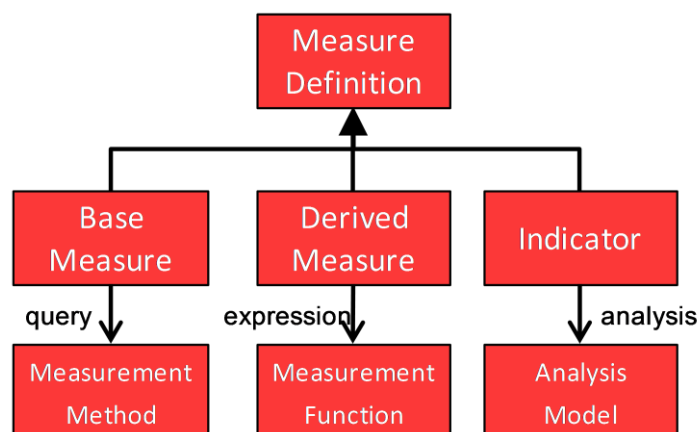 Measure
Definition
Base
Measure
Derived
Measure
Indicator
query
expression
analysis
Measurement
Method
Measurement
Function
Analysis
Model